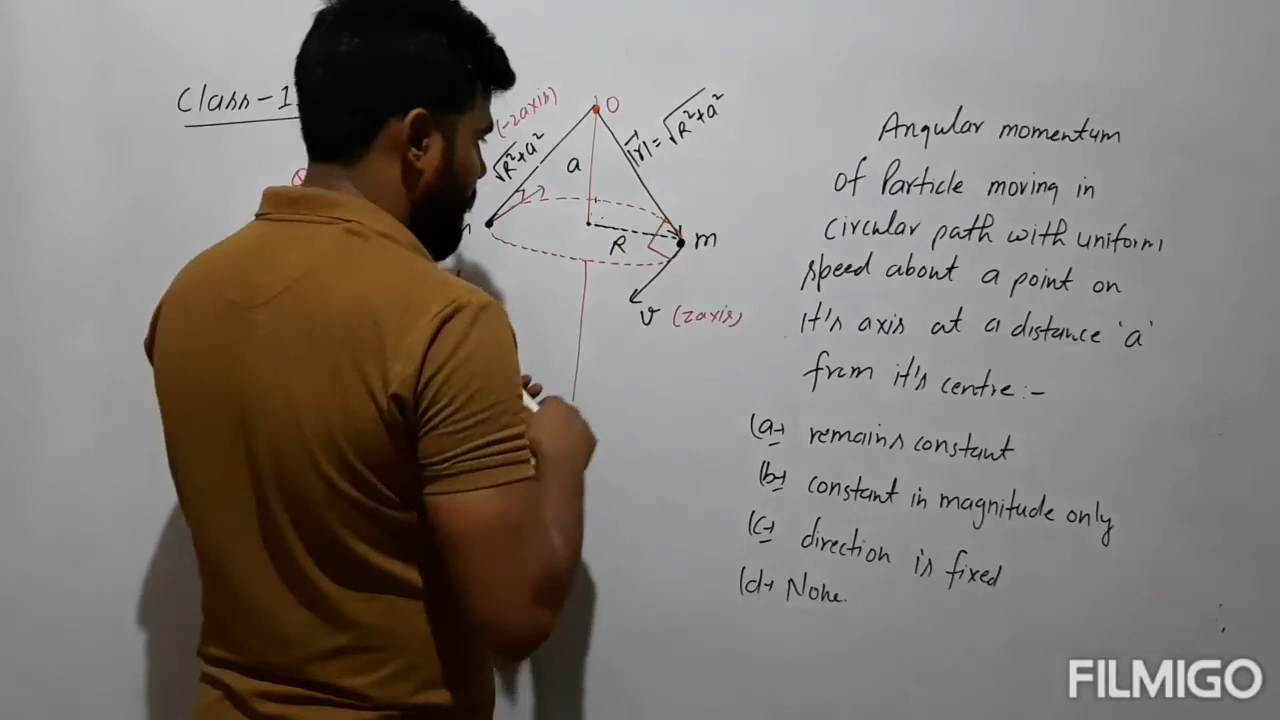 Class-1
(-zaxis)
√R²+a²
O
|r⃗| = √R²+a²
a
R
m
v (zaxis)
Angular momentum
of Particle moving in
circular path with uniform
speed about a point on
it's axis at a distance 'a'
from it's centre:-
(a) remains constant
(b) constant in magnitude only
(c) direction is fixed
(d) None.
FILMIGO